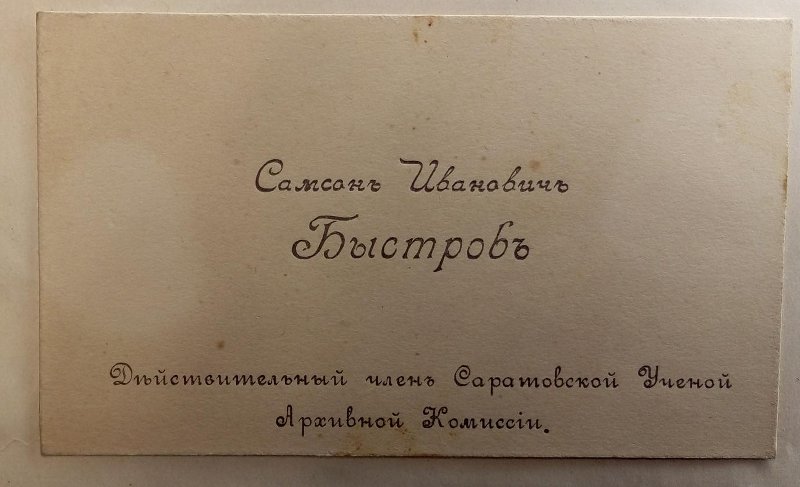 Самсонъ Ивановичъ
Быстровъ
Дѣйствительный членъ Саратовской Ученой
Архивной Комиссіи.